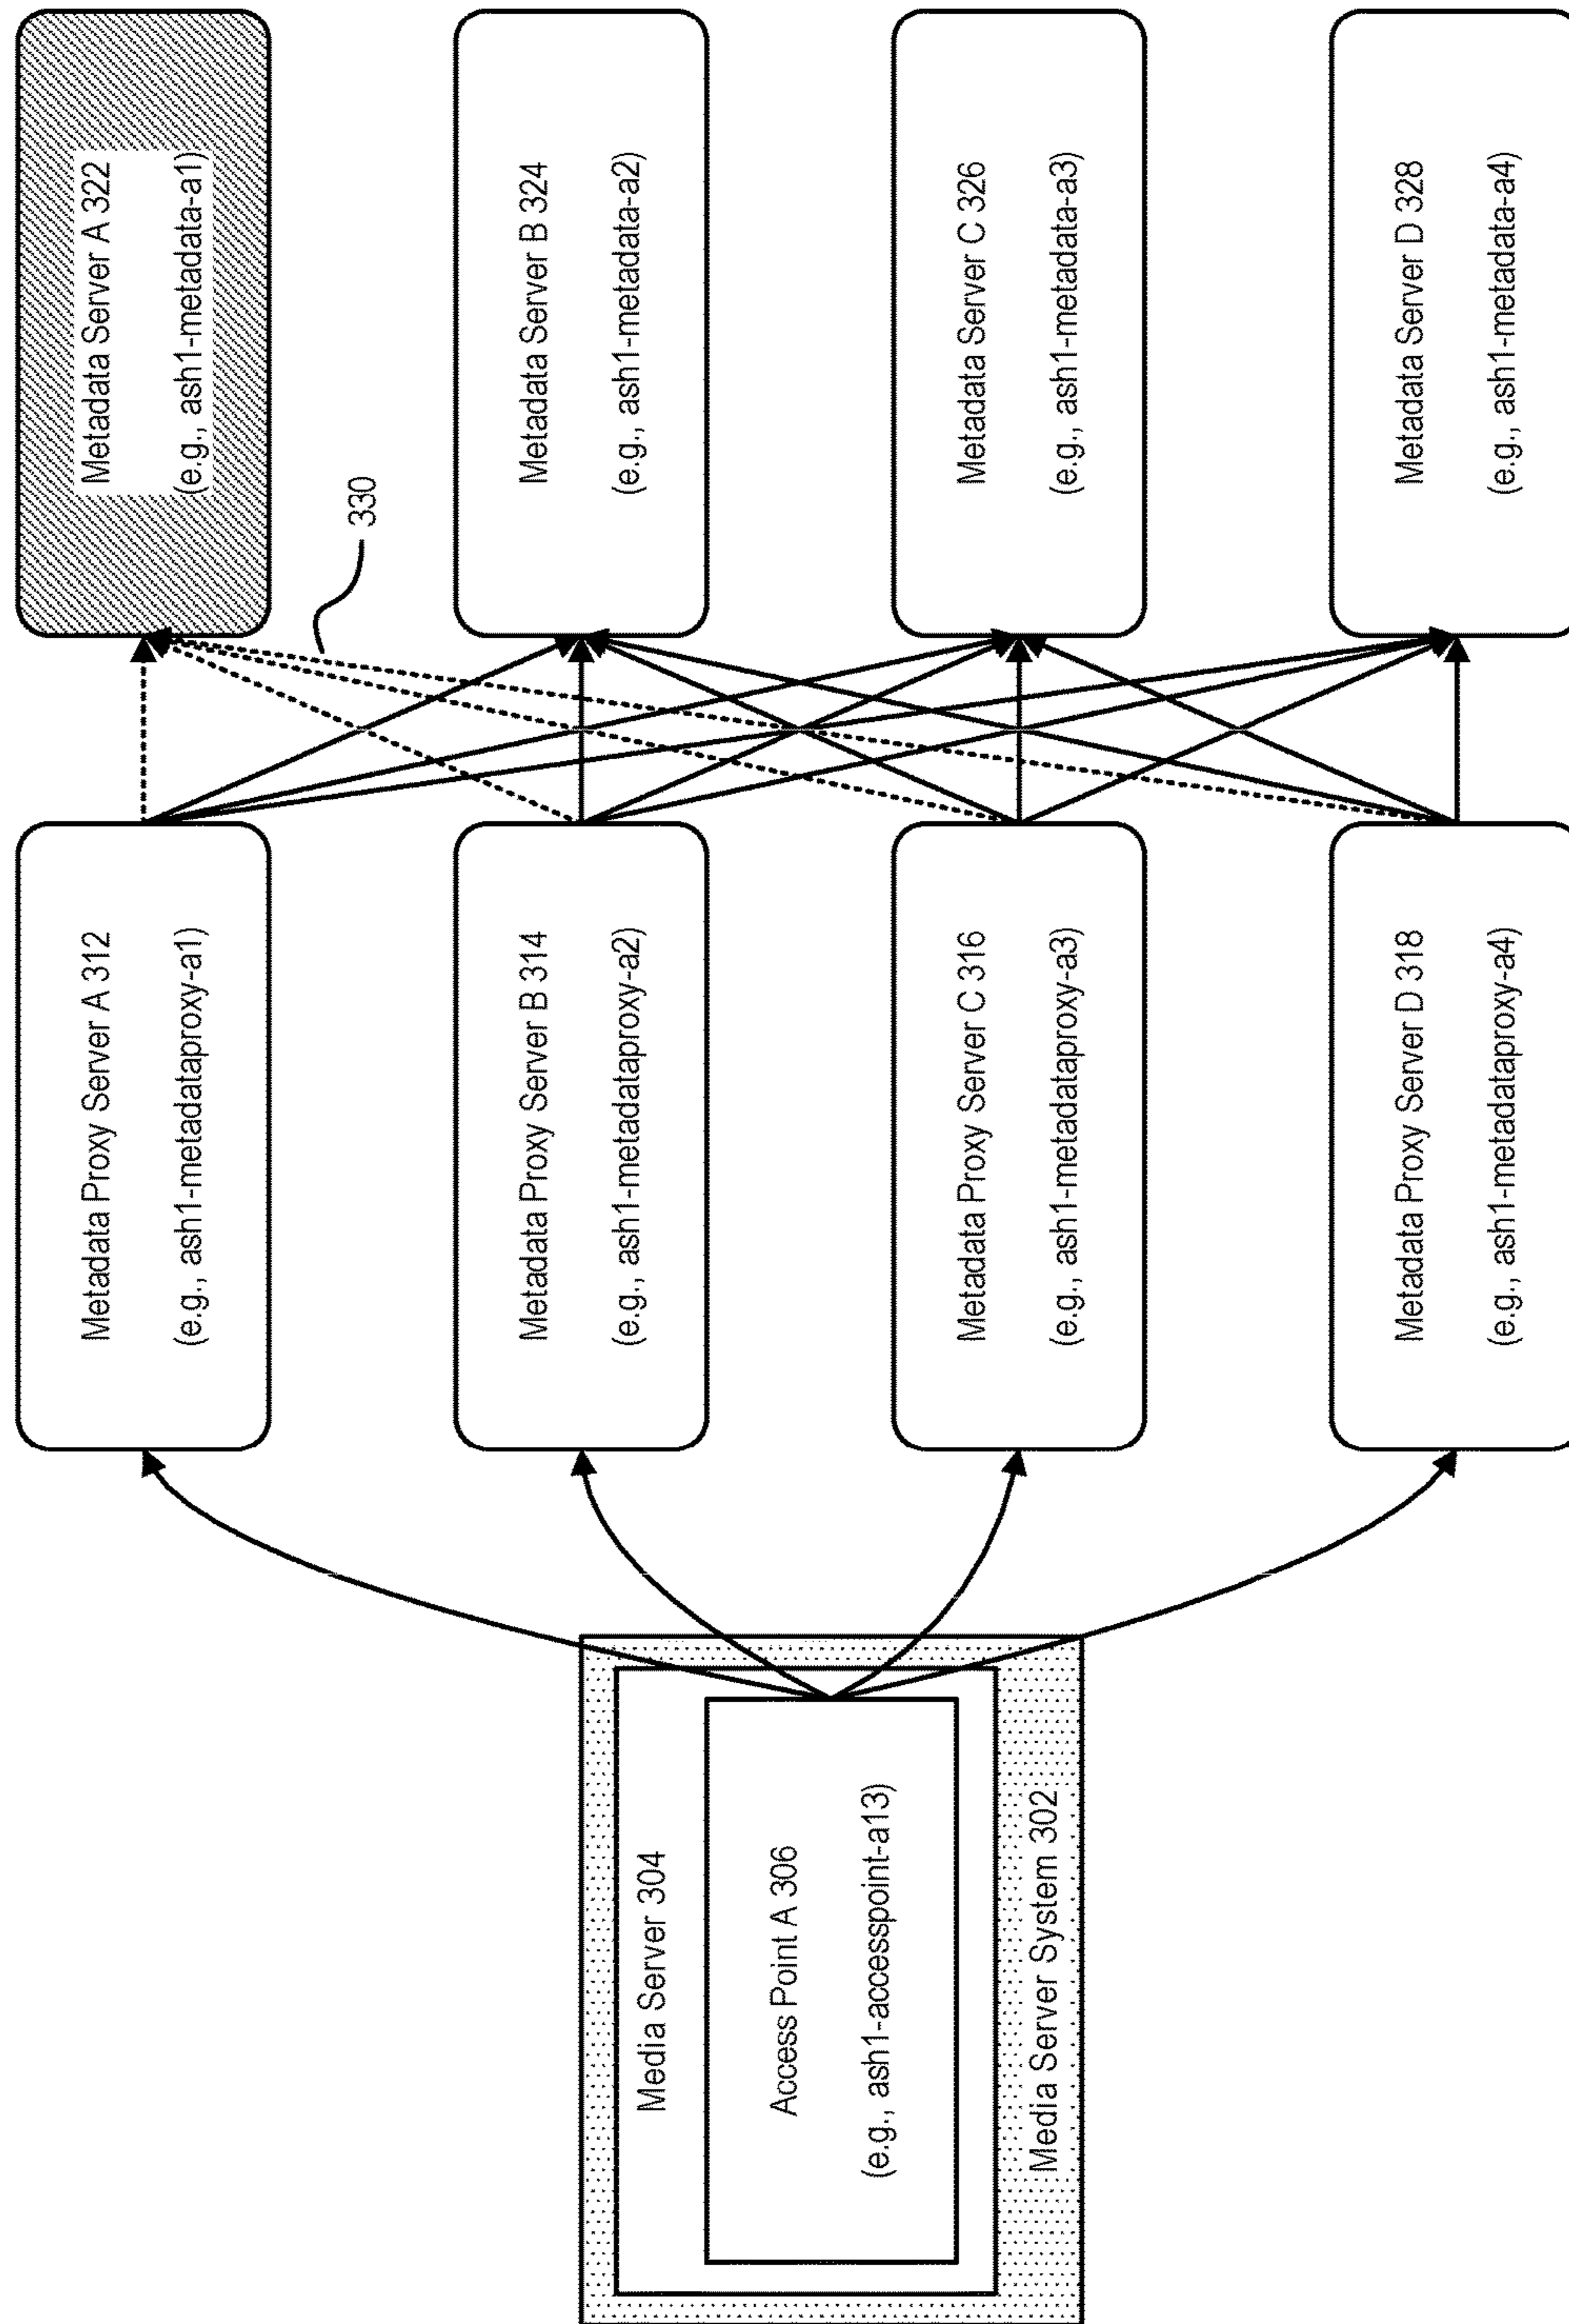 Media Server System 302
Media Server 304
Access Point A 306
(e.g., ash1-accesspoint-a13)
Metadata Proxy Server A 312
(e.g., ash1-metadataproxy-a1)
Metadata Proxy Server B 314
(e.g., ash1-metadataproxy-a2)
Metadata Proxy Server C 316
(e.g., ash1-metadataproxy-a3)
Metadata Proxy Server D 318
(e.g., ash1-metadataproxy-a4)
330
Metadata Server A 322
(e.g., ash1-metadata-a1)
Metadata Server B 324
(e.g., ash1-metadata-a2)
Metadata Server C 326
(e.g., ash1-metadata-a3)
Metadata Server D 328
(e.g., ash1-metadata-a4)